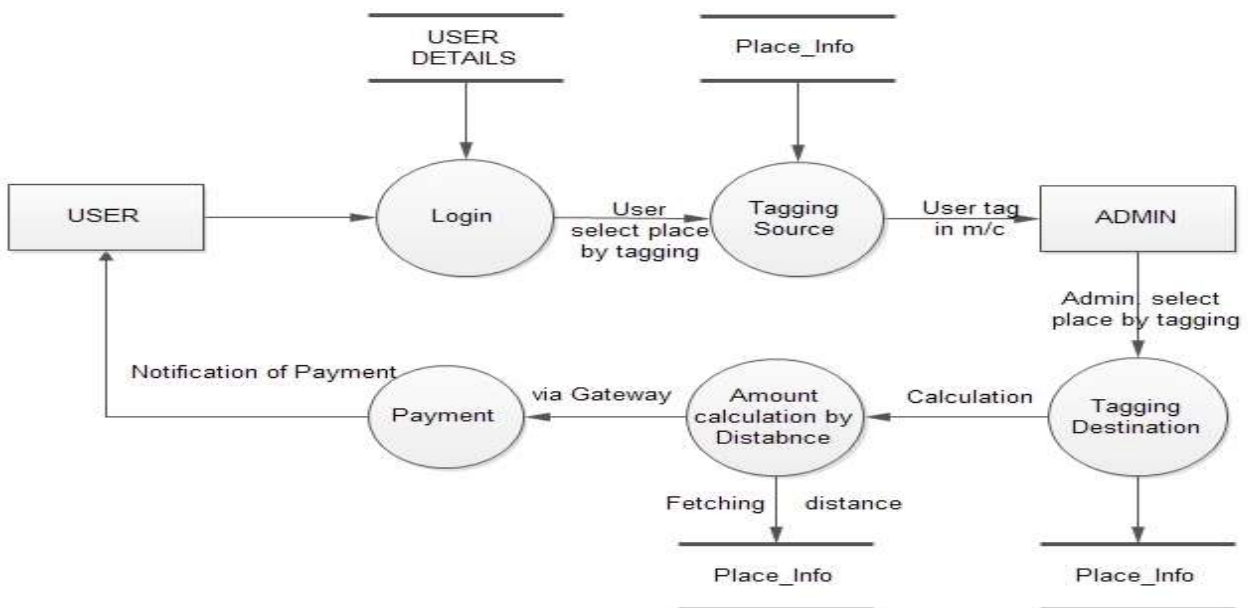 USER
DETAILS
Place_Info
USER
Login
User
select place
by tagging
Tagging
Source
User tag
in m/c
ADMIN
Admin select
place by tagging
Notification of Payment
Payment
via Gateway
Amount
calculation by
Distabnce
Calculation
Tagging
Destination
Fetching distance
Place_Info
Place_Info